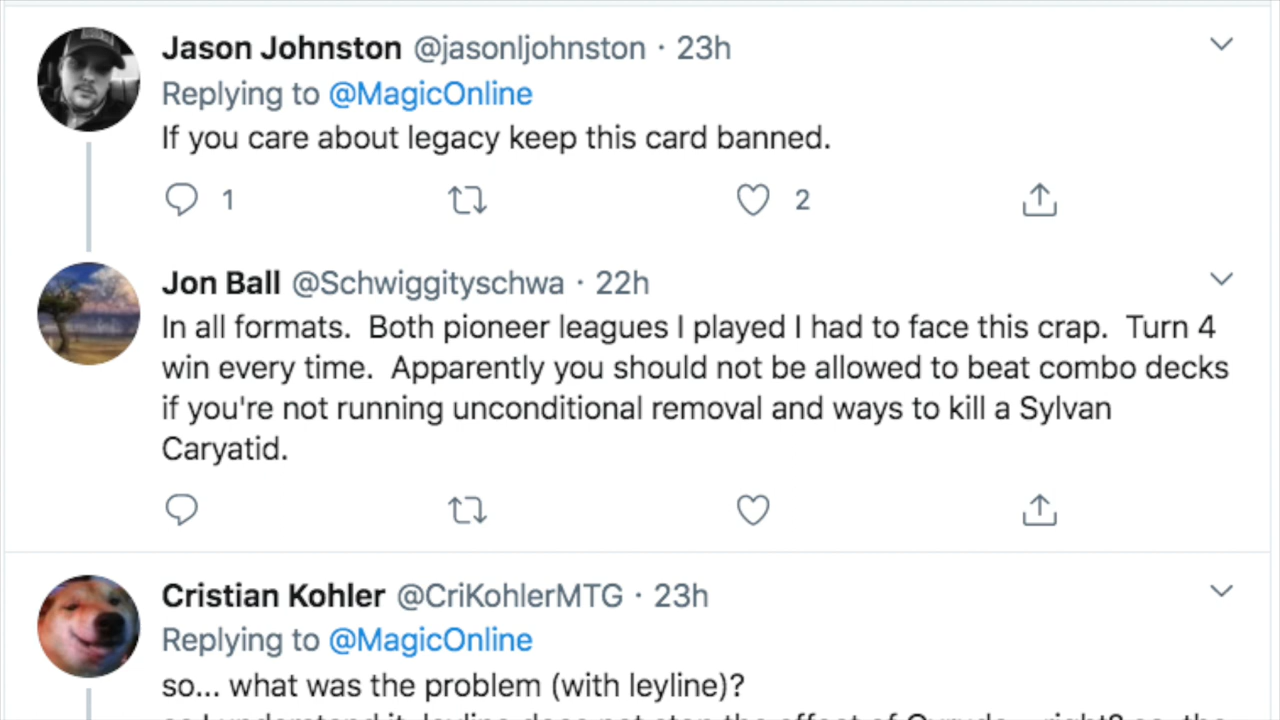 Jason Johnston @jasonljohnston · 23h
Replying to @MagicOnline
If you care about legacy keep this card banned.
1
2
Jon Ball @Schwiggityschwa · 22h
In all formats.  Both pioneer leagues I played I had to face this crap.  Turn 4
win every time.  Apparently you should not be allowed to beat combo decks
if you're not running unconditional removal and ways to kill a Sylvan
Caryatid.
Cristian Kohler @CriKohlerMTG · 23h
Replying to @MagicOnline
so... what was the problem (with leyline)?